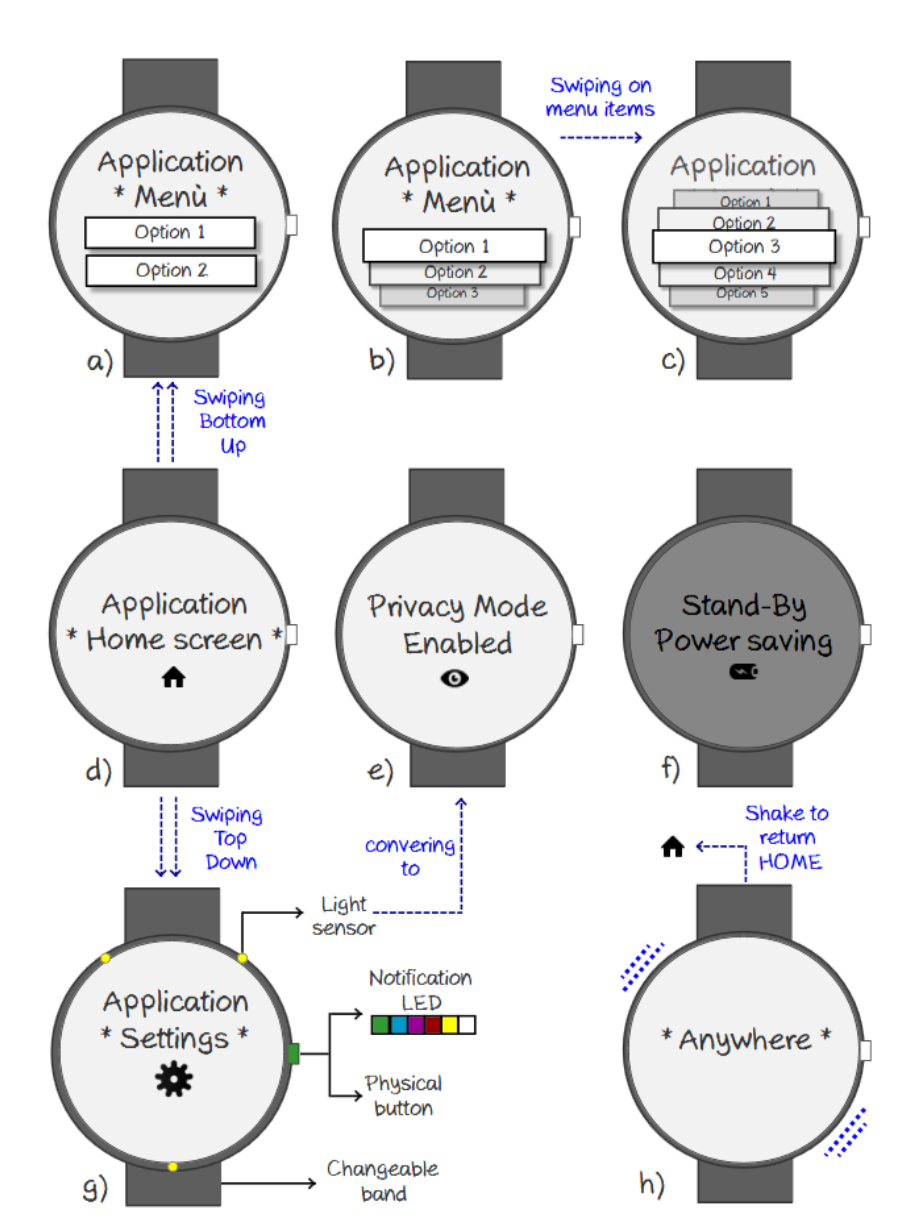 Swiping on
menu items
Application
* Menù *
Option 1
Option 2
a)
Application
* Menù *
Option 1
Option 2
Option 3
b)
Application
Option 1
Option 2
Option 3
Option 4
Option 5
c)
Swiping
Bottom
Up
Application
* Home screen *
d)
Privacy Mode
Enabled
e)
Stand-By
Power saving
f)
Swiping
Top
Down
convering
to
Shake to
return
HOME
Light
sensor
Application
* Settings *
Notification
LED
Physical
button
Changeable
band
g)
* Anywhere *
h)